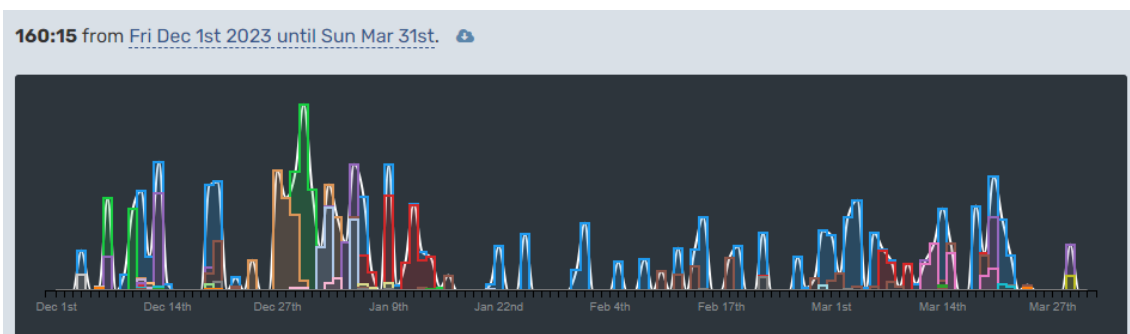 160:15 from Fri Dec 1st 2023 until Sun Mar 31st.
Dec 1st Dec 14th Dec 27th Jan 9th Jan 22nd Feb 4th Feb 17th Mar 1st Mar 14th Mar 27th